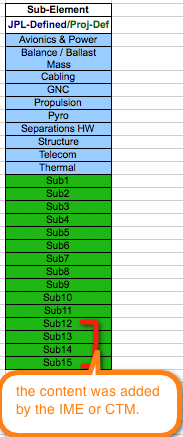 Sub-Element
JPL-Defined/Proj-Def
Avionics & Power
Balance / Ballast
Mass
Cabling
GNC
Propulsion
Pyro
Separations HW
Structure
Telecom
Thermal
Sub1
Sub2
Sub3
Sub4
Sub5
Sub6
Sub7
Sub8
Sub9
Sub10
Sub11
Sub12
Sub13
Sub14
Sub15
the content was added
by the IME or CTM.